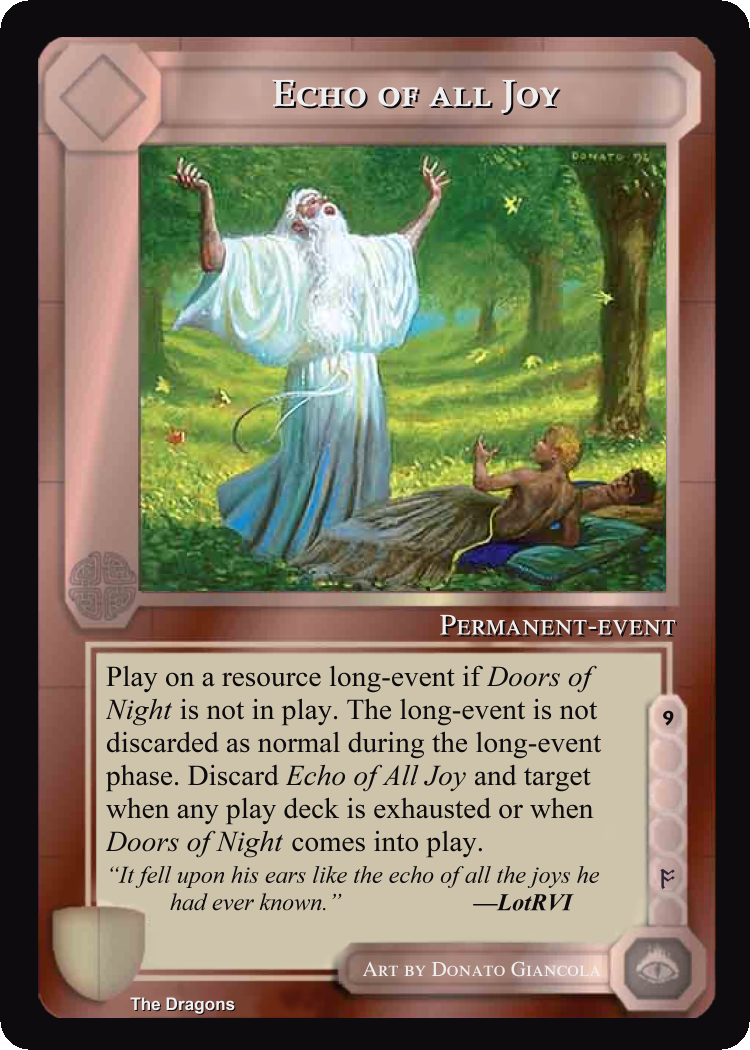 Echo of all Joy
DONATO 96
Permanent-event
Play on a resource long-event if Doors of
Night is not in play. The long-event is not
discarded as normal during the long-event
phase. Discard Echo of All Joy and target
when any play deck is exhausted or when
Doors of Night comes into play.
“It fell upon his ears like the echo of all the joys he
had ever known.” —LotRVI
9
ᚩ
Art by Donato Giancola
The Dragons